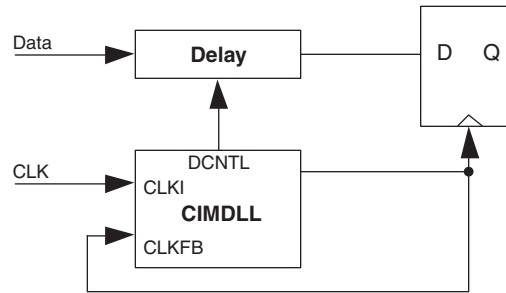 Data
Delay
D Q
CLK
DCNTL
CLKI
CIMDLL
CLKFB